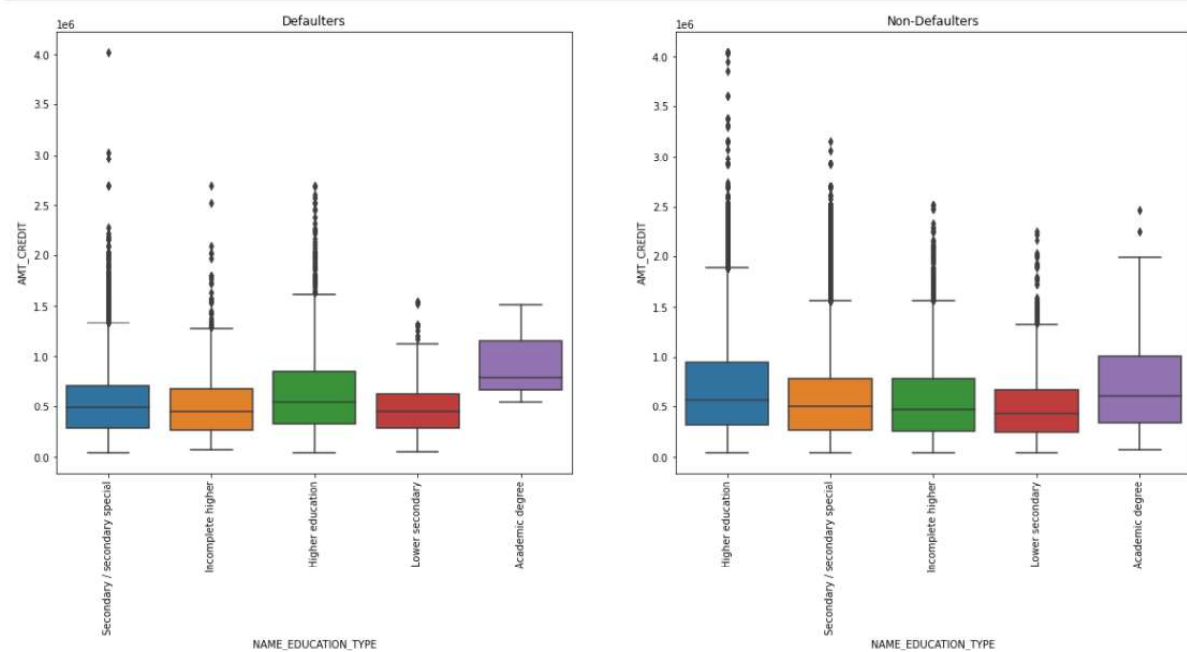 Defaulters
1e6
4.0
3.5
3.0
2.5
2.0
1.5
1.0
0.5
0.0
AMT_CREDIT
Secondary / secondary special
Incomplete higher
Higher education
Lower secondary
Academic degree
NAME_EDUCATION_TYPE
Non-Defaulters
1e6
4.0
3.5
3.0
2.5
2.0
1.5
1.0
0.5
0.0
AMT_CREDIT
Higher education
Secondary / secondary special
Incomplete higher
Lower secondary
Academic degree
NAME_EDUCATION_TYPE